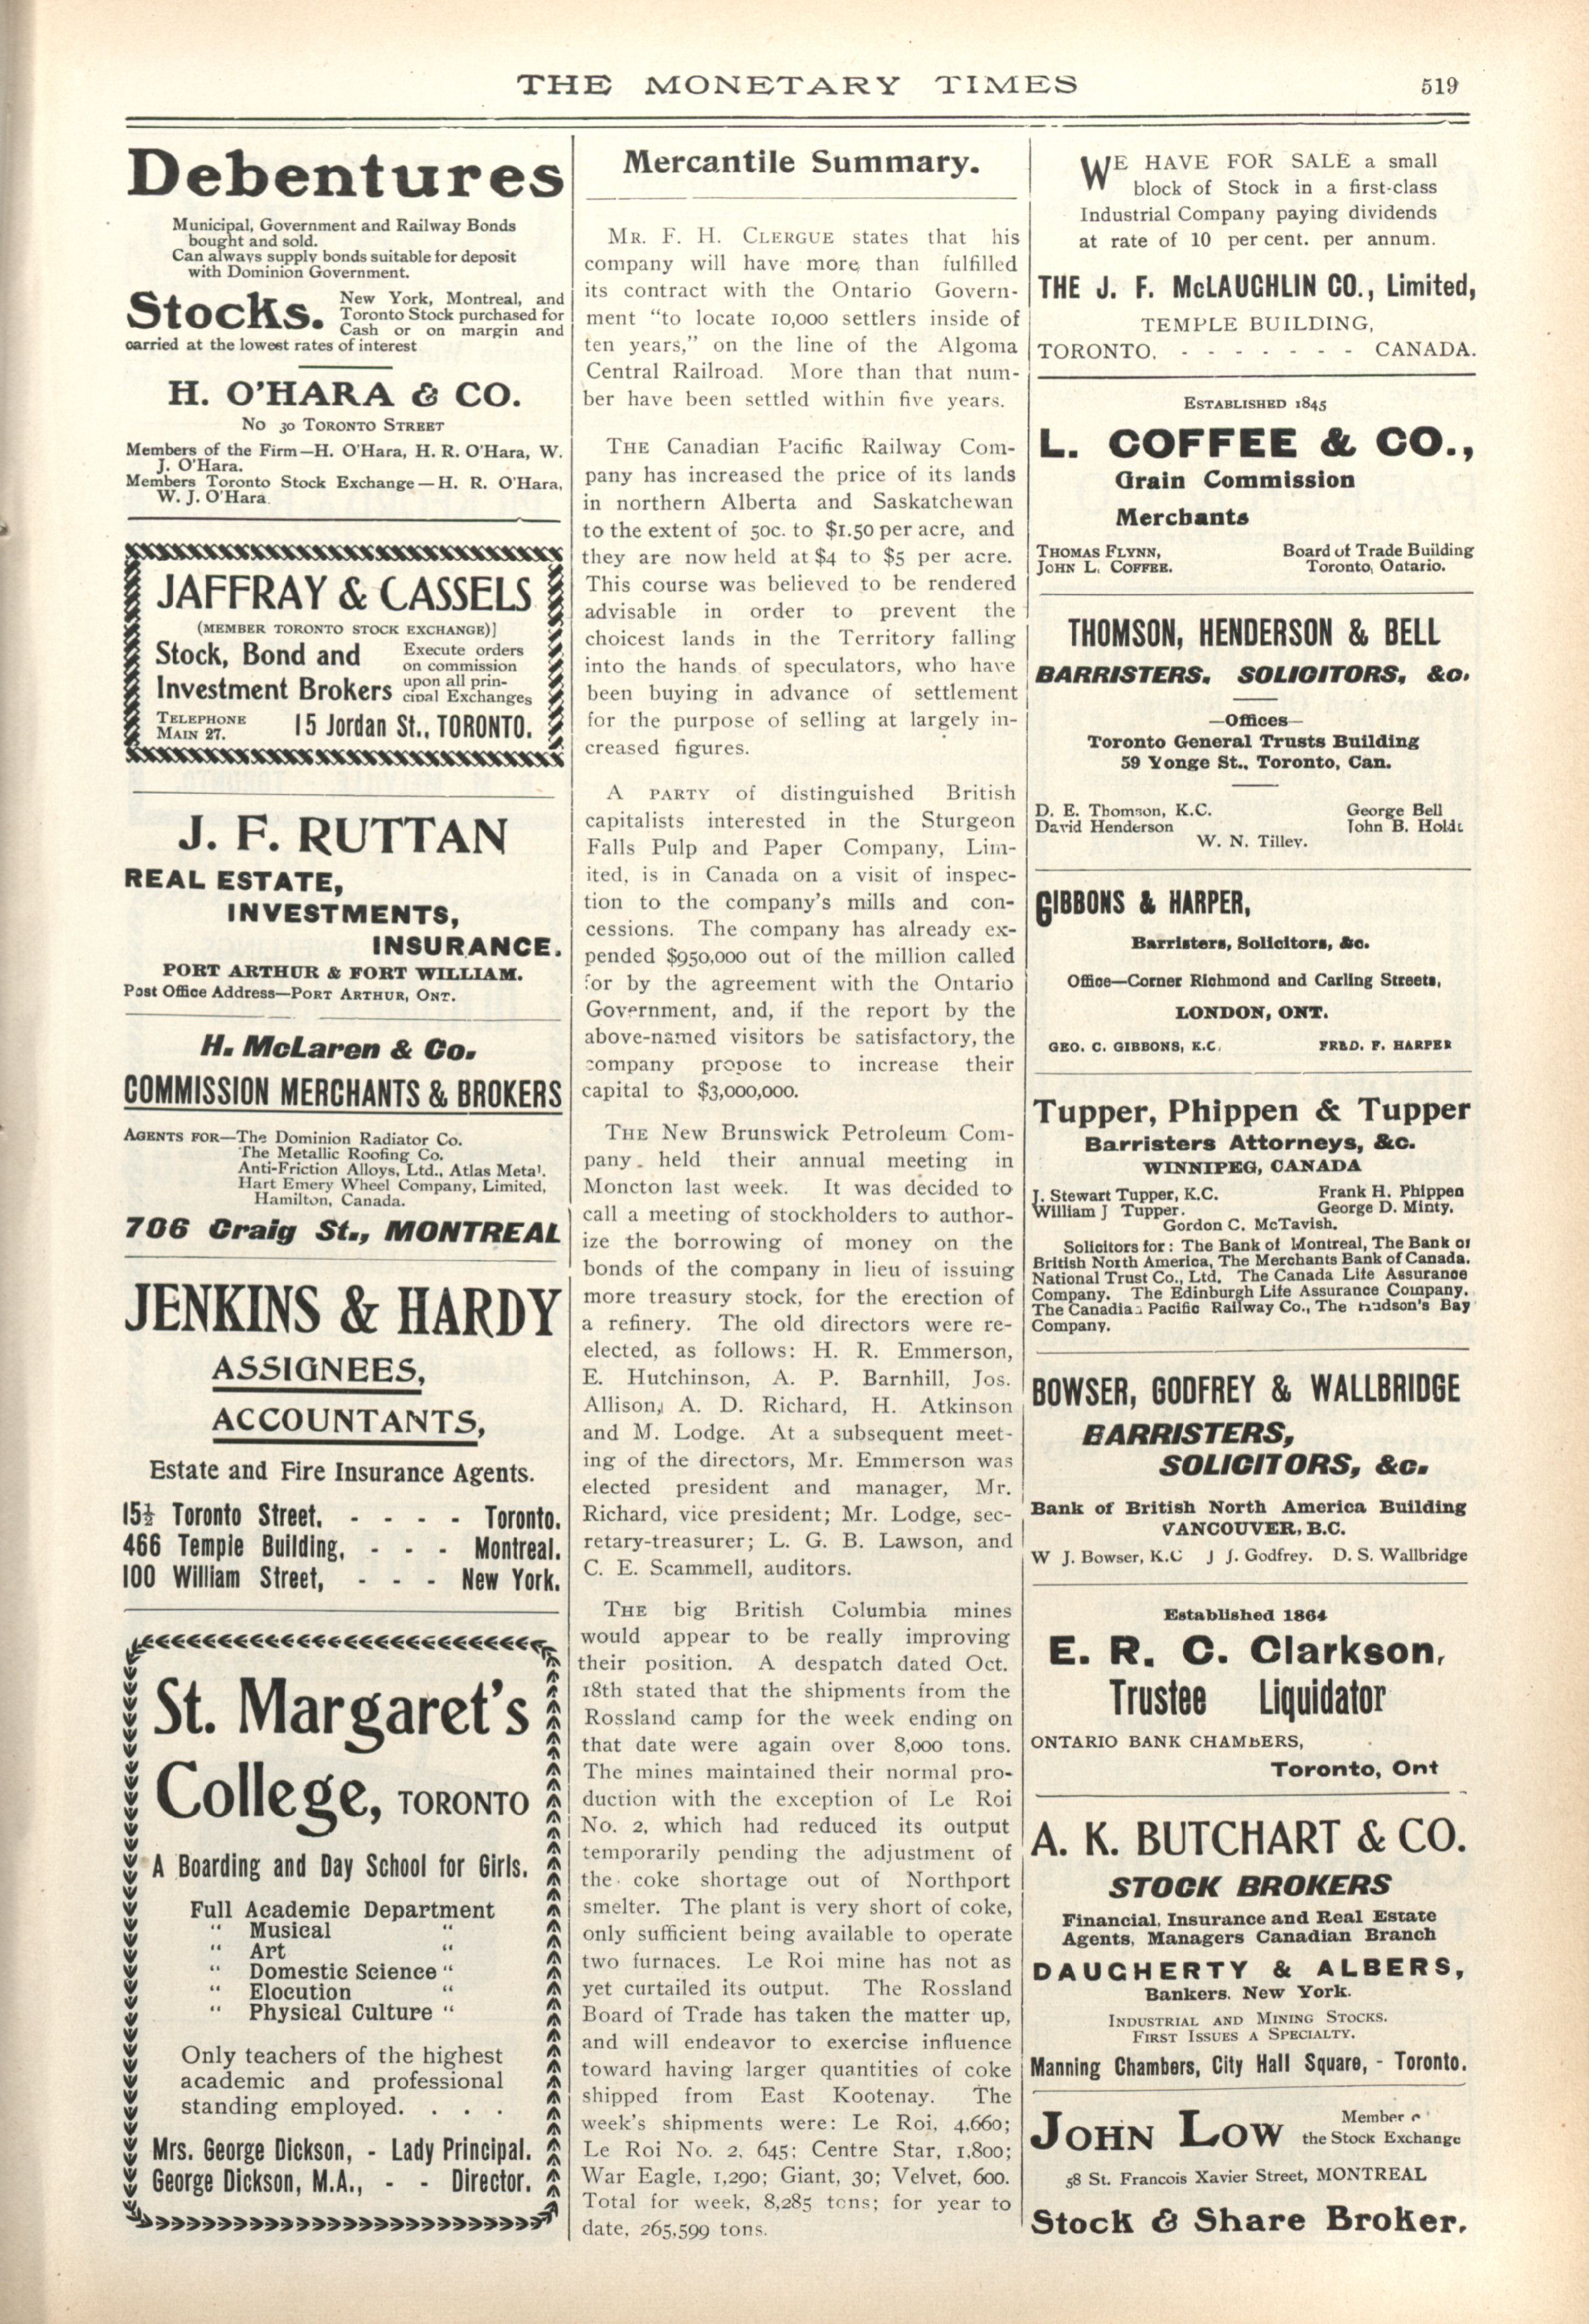 THE MONETARY TIMES 519
Debentures
Municipal, Government and Railway Bonds
bought and sold.
Can always supply bonds suitable for deposit
with Dominion Government.
Stocks.
New York, Montreal, and
Toronto Stock purchased for
Cash or on margin and
carried at the lowest rates of interest
H. O'HARA & CO.
No 30 TORONTO STREET
Members of the Firm—H. O'Hara, H. R. O'Hara, W.
J. O'Hara.
Members Toronto Stock Exchange—H. R. O'Hara,
W. J. O'Hara.
JAFFRAY & CASSELS
(MEMBER TORONTO STOCK EXCHANGE)]
Stock, Bond and
Investment Brokers
Execute orders
on commission
upon all prin-
cipal Exchanges
TELEPHONE
MAIN 27.
15 Jordan St., TORONTO.
J. F. RUTTAN
REAL ESTATE,
INVESTMENTS,
INSURANCE.
PORT ARTHUR & FORT WILLIAM.
Post Office Address—PORT ARTHUR, ONT.
H. McLaren & Co.
COMMISSION MERCHANTS & BROKERS
AGENTS FOR—The Dominion Radiator Co.
The Metallic Roofing Co.
Anti-Friction Alloys, Ltd., Atlas Metal.
Hart Emery Wheel Company, Limited,
Hamilton, Canada.
706 Craig St., MONTREAL
JENKINS & HARDY
ASSIGNEES,
ACCOUNTANTS,
Estate and Fire Insurance Agents.
15½ Toronto Street. - - - - Toronto.
466 Temple Building, - - - Montreal.
100 William Street, - - - New York.
St. Margaret's
College, TORONTO
A Boarding and Day School for Girls.
Full Academic Department
" Musical "
" Art "
" Domestic Science "
" Elocution "
" Physical Culture "
Only teachers of the highest
academic and professional
standing employed. . . .
Mrs. George Dickson, - Lady Principal.
George Dickson, M.A., - - Director.
Mercantile Summary.
MR. F. H. CLERGUE states that his
company will have more than fulfilled
its contract with the Ontario Govern-
ment "to locate 10,000 settlers inside of
ten years," on the line of the Algoma
Central Railroad. More than that num-
ber have been settled within five years.
THE Canadian Pacific Railway Com-
pany has increased the price of its lands
in northern Alberta and Saskatchewan
to the extent of 50c. to $1.50 per acre, and
they are now held at $4 to $5 per acre.
This course was believed to be rendered
advisable in order to prevent the
choicest lands in the Territory falling
into the hands of speculators, who have
been buying in advance of settlement
for the purpose of selling at largely in-
creased figures.
A PARTY of distinguished British
capitalists interested in the Sturgeon
Falls Pulp and Paper Company, Lim-
ited, is in Canada on a visit of inspec-
tion to the company's mills and con-
cessions. The company has already ex-
pended $950,000 out of the million called
for by the agreement with the Ontario
Government, and, if the report by the
above-named visitors be satisfactory, the
company propose to increase their
capital to $3,000,000.
THE New Brunswick Petroleum Com-
pany held their annual meeting in
Moncton last week. It was decided to
call a meeting of stockholders to author-
ize the borrowing of money on the
bonds of the company in lieu of issuing
more treasury stock, for the erection of
a refinery. The old directors were re-
elected, as follows: H. R. Emmerson,
E. Hutchinson, A. P. Barnhill, Jos.
Allison, A. D. Richard, H. Atkinson
and M. Lodge. At a subsequent meet-
ing of the directors, Mr. Emmerson was
elected president and manager, Mr.
Richard, vice president; Mr. Lodge, sec-
retary-treasurer; L. G. B. Lawson, and
C. E. Scammell, auditors.
THE big British Columbia mines
would appear to be really improving
their position. A despatch dated Oct.
18th stated that the shipments from the
Rossland camp for the week ending on
that date were again over 8,000 tons.
The mines maintained their normal pro-
duction with the exception of Le Roi
No. 2, which had reduced its output
temporarily pending the adjustment of
the coke shortage out of Northport
smelter. The plant is very short of coke,
only sufficient being available to operate
two furnaces. Le Roi mine has not as
yet curtailed its output. The Rossland
Board of Trade has taken the matter up,
and will endeavor to exercise influence
toward having larger quantities of coke
shipped from East Kootenay. The
week's shipments were: Le Roi, 4,660;
Le Roi No. 2, 645; Centre Star, 1,800;
War Eagle, 1,290; Giant, 30; Velvet, 600.
Total for week, 8,285 tons; for year to
date, 265,599 tons.
WE HAVE FOR SALE a small
block of Stock in a first-class
Industrial Company paying dividends
at rate of 10 per cent. per annum.
THE J. F. McLAUGHLIN CO., Limited,
TEMPLE BUILDING,
TORONTO, - - - - - - - CANADA.
ESTABLISHED 1845
L. COFFEE & CO.,
Grain Commission
Merchants
THOMAS FLYNN,
JOHN L. COFFEE.
Board of Trade Building
Toronto, Ontario.
THOMSON, HENDERSON & BELL
BARRISTERS, SOLICITORS, &c.
—Offices—
Toronto General Trusts Building
59 Yonge St., Toronto, Can.
D. E. Thomson, K.C. George Bell
David Henderson John B. Holdt
W. N. Tilley.
GIBBONS & HARPER,
Barristers, Solicitors, &c.
Office—Corner Richmond and Carling Streets,
LONDON, ONT.
GEO. C. GIBBONS, K.C. FRED. F. HARPER
Tupper, Phippen & Tupper
Barristers Attorneys, &c.
WINNIPEG, CANADA
J. Stewart Tupper, K.C. Frank H. Phippen
William J Tupper. George D. Minty.
Gordon C. McTavish.
Solicitors for: The Bank of Montreal, The Bank of
British North America, The Merchants Bank of Canada.
National Trust Co., Ltd. The Canada Life Assurance
Company. The Edinburgh Life Assurance Company.
The Canadian Pacific Railway Co., The Hudson's Bay
Company.
BOWSER, GODFREY & WALLBRIDGE
BARRISTERS,
SOLICITORS, &c.
Bank of British North America Building
VANCOUVER, B.C.
W J. Bowser, K.C J J. Godfrey. D. S. Wallbridge
Established 1864
E. R. C. Clarkson,
Trustee Liquidator
ONTARIO BANK CHAMBERS,
Toronto, Ont
A. K. BUTCHART & CO.
STOCK BROKERS
Financial, Insurance and Real Estate
Agents, Managers Canadian Branch
DAUGHERTY & ALBERS,
Bankers. New York.
INDUSTRIAL AND MINING STOCKS.
FIRST ISSUES A SPECIALTY.
Manning Chambers, City Hall Square, - Toronto.
JOHN LOW
Member
the Stock Exchange
58 St. Francois Xavier Street, MONTREAL
Stock & Share Broker.